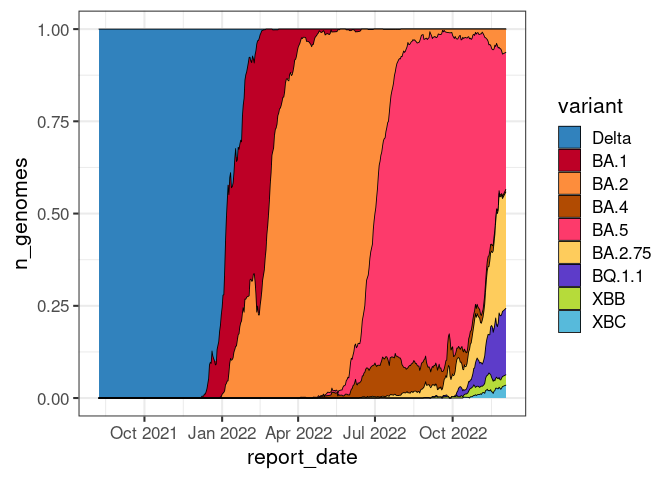 n_genomes
1.00
0.75
0.50
0.25
0.00
Oct 2021 Jan 2022 Apr 2022 Jul 2022 Oct 2022
report_date
variant
Delta
BA.1
BA.2
BA.4
BA.5
BA.2.75
BQ.1.1
XBB
XBC